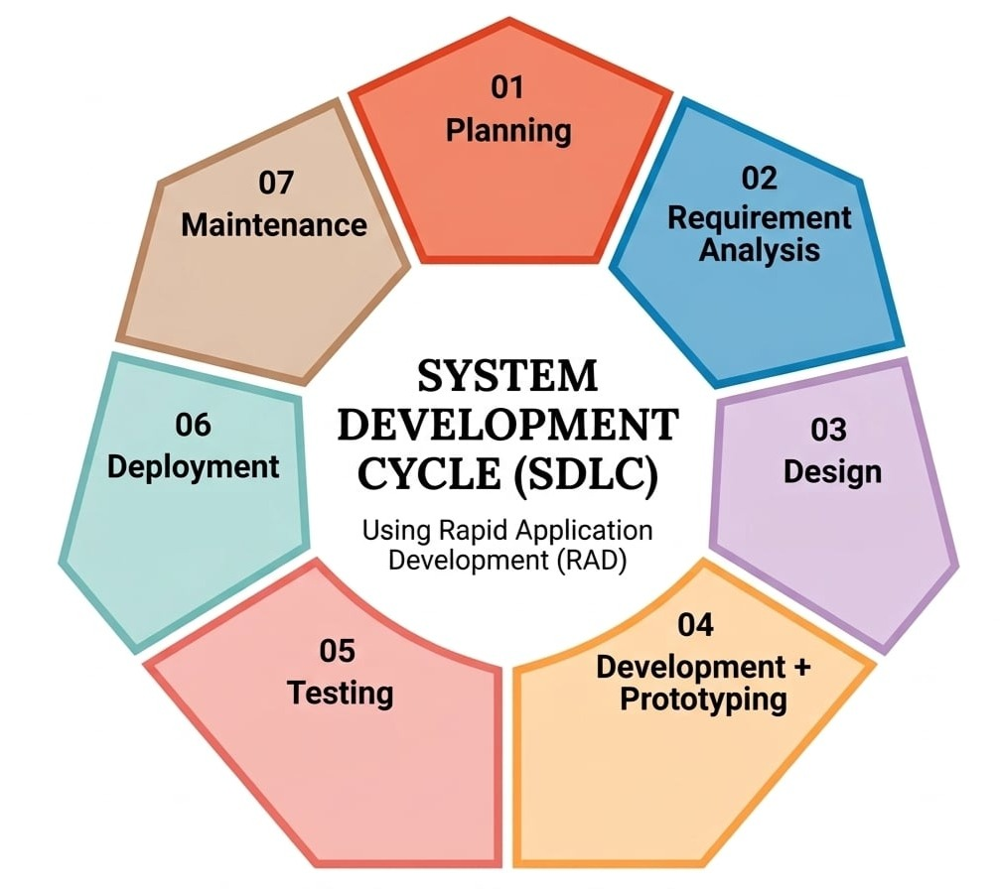 01
Planning
02
Requirement
Analysis
03
Design
04
Development +
Prototyping
05
Testing
06
Deployment
07
Maintenance
SYSTEM
DEVELOPMENT
CYCLE (SDLC)
Using Rapid Application
Development (RAD)